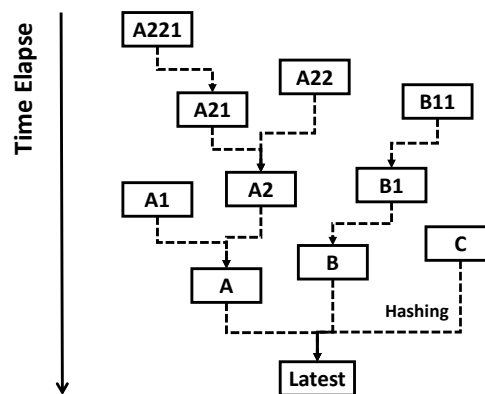 Time Elapse
A221
A22
A21
B11
A1
A2
B1
C
B
A
Hashing
Latest